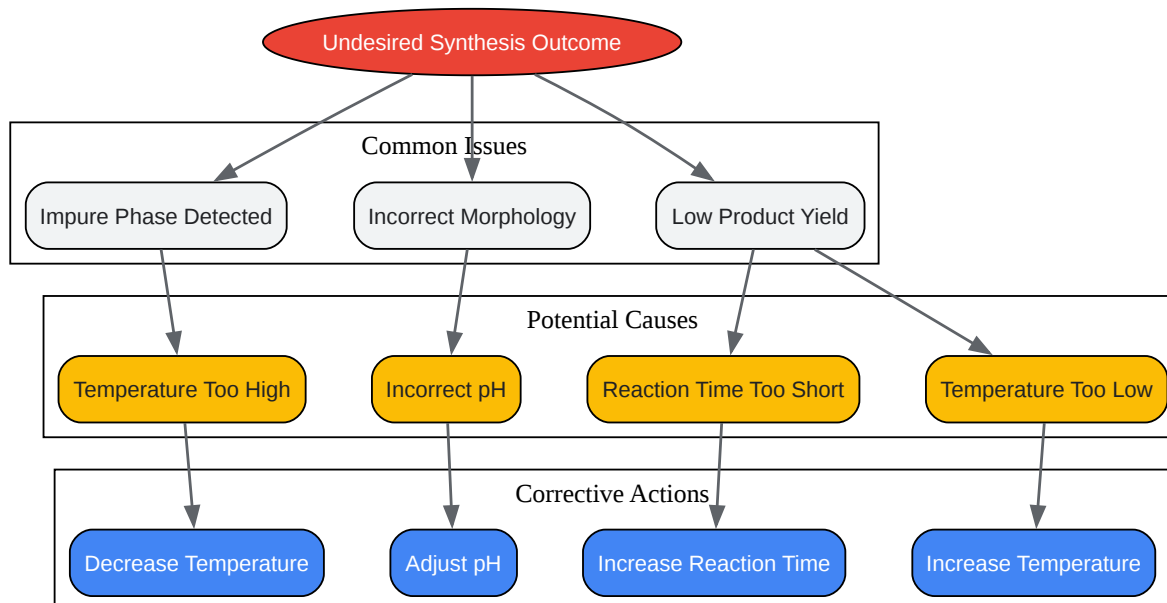 Undesired Synthesis Outcome
Common Issues
Impure Phase Detected
Incorrect Morphology
Low Product Yield
Potential Causes
Temperature Too High
Incorrect pH
Reaction Time Too Short
Temperature Too Low
Corrective Actions
Decrease Temperature
Adjust pH
Increase Reaction Time
Increase Temperature